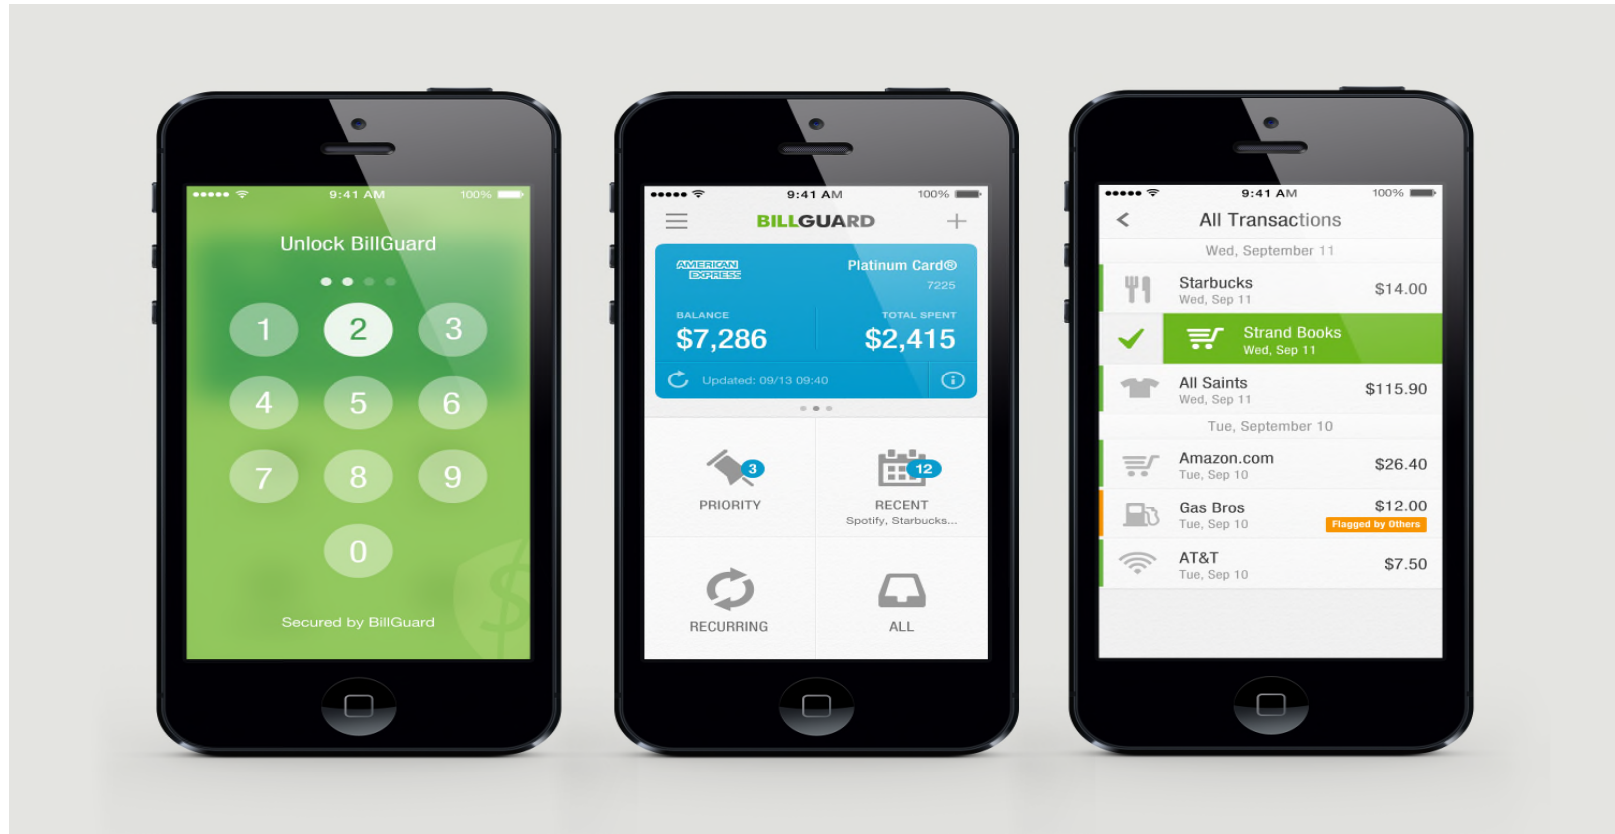 9:41 AM
100%
Unlock BillGuard
1
2
3
4
5
6
7
8
9
0
Secured by BillGuard
9:41 AM
100%
BILLGUARD
AMERICAN
EXPRESS
Platinum Card®
7225
BALANCE
TOTAL SPENT
$7,286
$2,415
Updated: 09/13 09:40
3
12
PRIORITY
RECENT
Spotify, Starbucks...
RECURRING
ALL
9:41 AM
100%
All Transactions
Wed, September 11
Starbucks
Wed, Sep 11
$14.00
Strand Books
Wed, Sep 11
All Saints
Wed, Sep 11
$115.90
Tue, September 10
Amazon.com
Tue, Sep 10
$26.40
Gas Bros
Tue, Sep 10
$12.00
Flagged by Others
AT&T
Tue, Sep 10
$7.50